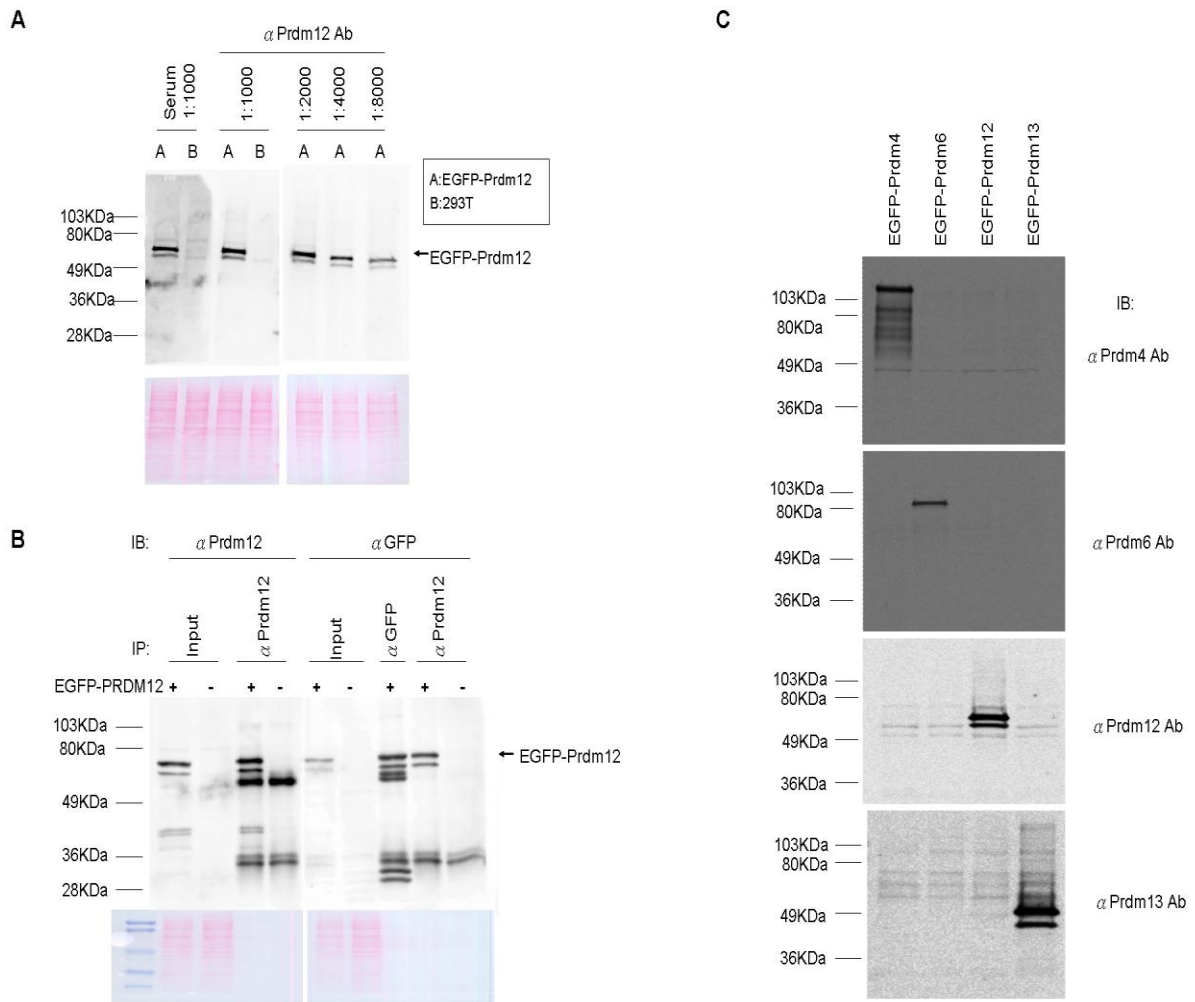 A
α Prdm12 Ab
Serum
1:1000
1:1000
1:2000
1:4000
1:8000
A B A B A A A
A:EGFP-Prdm12
B:293T
103KDa
80KDa
49KDa
36KDa
28KDa
EGFP-Prdm12
B
IB: α Prdm12 α GFP
IP: Input α Prdm12 Input α GFP α Prdm12
EGFP-PRDM12 + - + - + - + + -
103KDa
80KDa
49KDa
36KDa
28KDa
EGFP-Prdm12
C
EGFP-Prdm4
EGFP-Prdm6
EGFP-Prdm12
EGFP-Prdm13
IB:
103KDa
80KDa
49KDa
36KDa
α Prdm4 Ab
103KDa
80KDa
49KDa
36KDa
α Prdm6 Ab
103KDa
80KDa
49KDa
36KDa
α Prdm12 Ab
103KDa
80KDa
49KDa
36KDa
α Prdm13 Ab